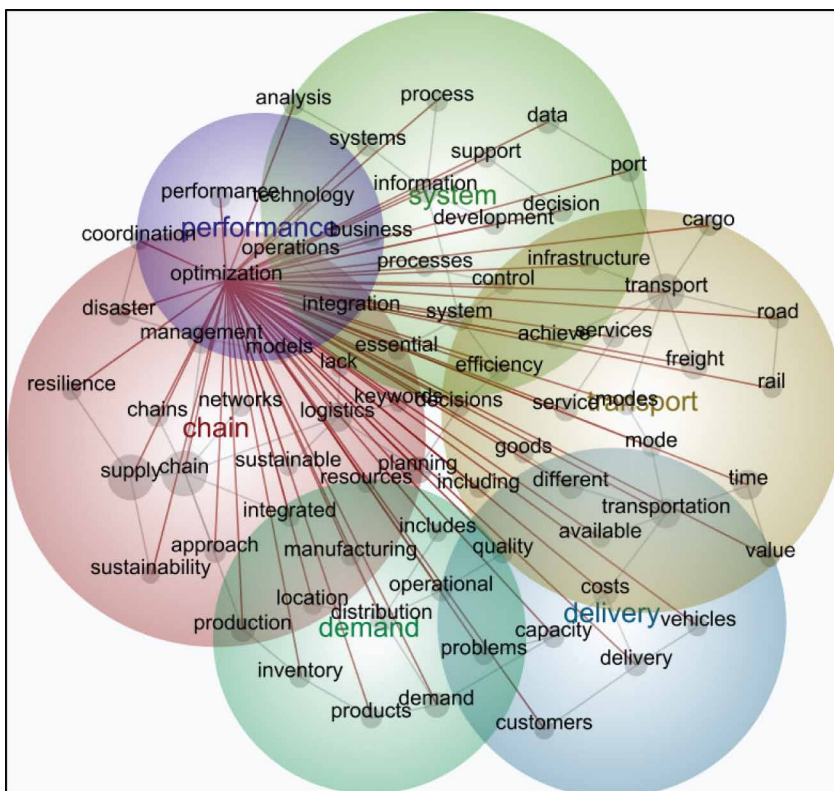 analysis
process
data
systems
support
port
performance
technology
information
system
decision
performance
business
development
cargo
coordination
operations
infrastructure
optimization
processes
control
transport
disaster
integration
system
road
management
models
essential
achieve
services
lack
efficiency
freight
resilience
networks
keywords
decisions
rail
chains
logistics
service
modes
transport
chain
goods
mode
supply
chain
sustainable
planning
resources
including
different
time
integrated
transportation
includes
available
approach
manufacturing
quality
value
sustainability
operational
costs
location
distribution
production
demand
capacity
delivery
vehicles
problems
inventory
delivery
products
demand
customers